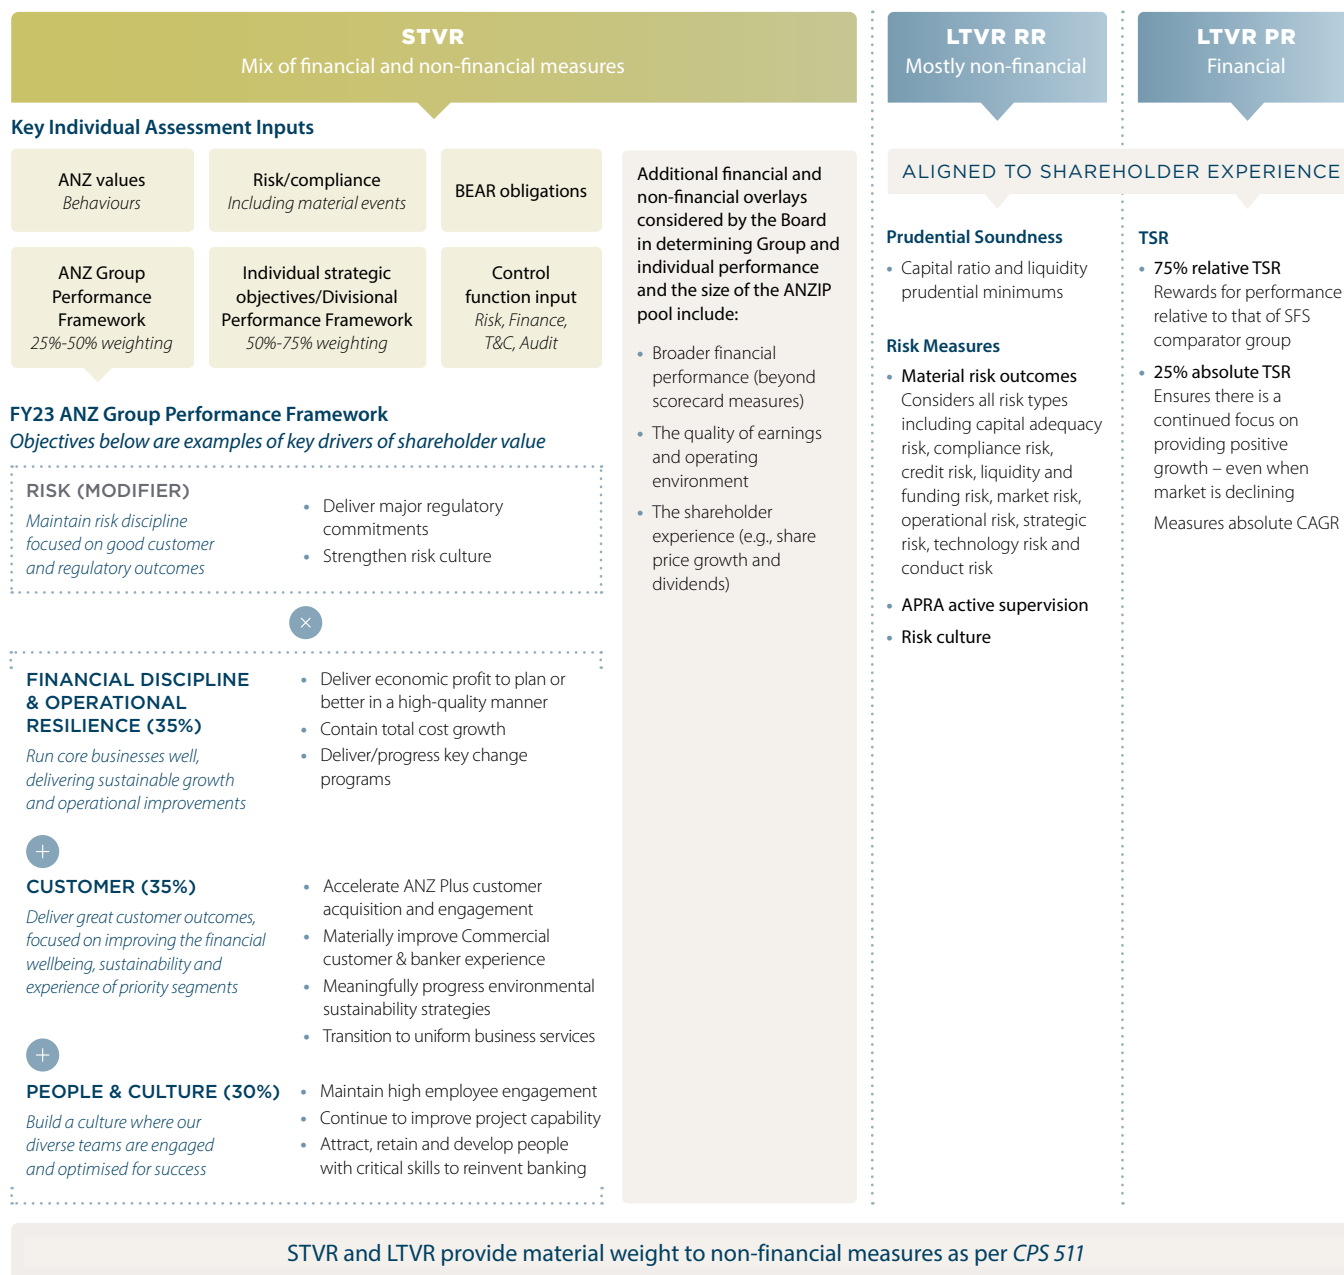 STVR
Mix of financial and non-financial measures
LTVR RR
Mostly non-financial
LTVR PR
Financial
Key Individual Assessment Inputs
ANZ values
Behaviours
Risk/compliance
Including material events
BEAR obligations
ANZ Group
Performance
Framework
25%-50% weighting
Individual strategic
objectives/Divisional
Performance Framework
50%-75% weighting
Control
function input
Risk, Finance,
T&C, Audit
FY23 ANZ Group Performance Framework
Objectives below are examples of key drivers of shareholder value
RISK (MODIFIER)
Maintain risk discipline
focused on good customer
and regulatory outcomes
• Deliver major regulatory
commitments
• Strengthen risk culture
×
FINANCIAL DISCIPLINE
& OPERATIONAL
RESILIENCE (35%)
Run core businesses well,
delivering sustainable growth
and operational improvements
• Deliver economic profit to plan or
better in a high-quality manner
• Contain total cost growth
• Deliver/progress key change
programs
+
CUSTOMER (35%)
Deliver great customer outcomes,
focused on improving the financial
wellbeing, sustainability and
experience of priority segments
• Accelerate ANZ Plus customer
acquisition and engagement
• Materially improve Commercial
customer & banker experience
• Meaningfully progress environmental
sustainability strategies
• Transition to uniform business services
+
PEOPLE & CULTURE (30%)
Build a culture where our
diverse teams are engaged
and optimised for success
• Maintain high employee engagement
• Continue to improve project capability
• Attract, retain and develop people
with critical skills to reinvent banking
Additional financial and
non-financial overlays
considered by the Board
in determining Group and
individual performance
and the size of the ANZIP
pool include:
• Broader financial
performance (beyond
scorecard measures)
• The quality of earnings
and operating
environment
• The shareholder
experience (e.g., share
price growth and
dividends)
ALIGNED TO SHAREHOLDER EXPERIENCE
Prudential Soundness
• Capital ratio and liquidity
prudential minimums
Risk Measures
• Material risk outcomes
Considers all risk types
including capital adequacy
risk, compliance risk,
credit risk, liquidity and
funding risk, market risk,
operational risk, strategic
risk, technology risk and
conduct risk
• APRA active supervision
• Risk culture
TSR
• 75% relative TSR
Rewards for performance
relative to that of SFS
comparator group
• 25% absolute TSR
Ensures there is a
continued focus on
providing positive
growth – even when
market is declining
Measures absolute CAGR
STVR and LTVR provide material weight to non-financial measures as per CPS 511